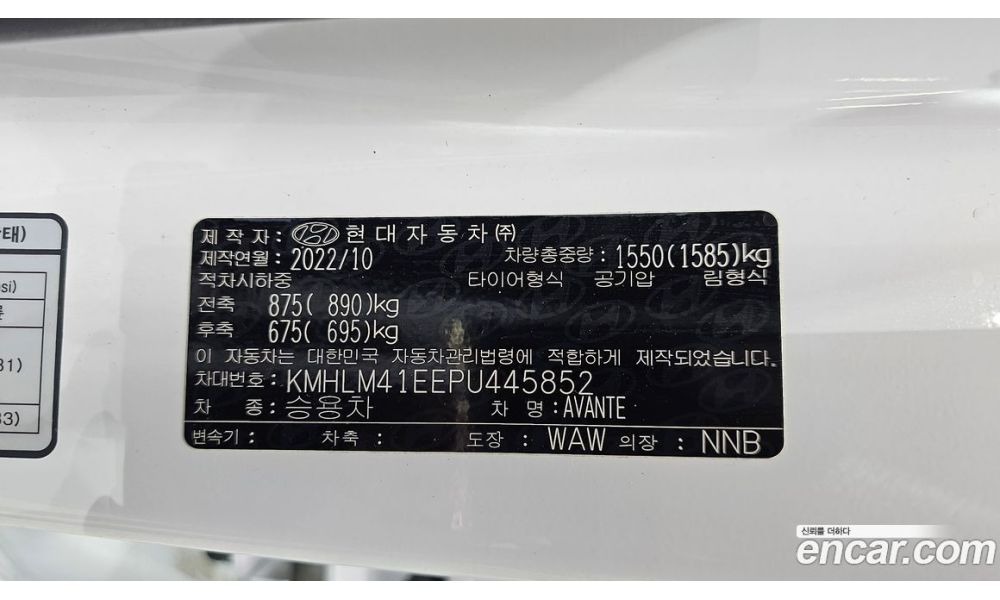 태)
si)
륜
31)
33)
제 작 자 : 현대자동차㈜
제작연월: 2022/10 차량총중량: 1550(1585)kg
적차시하중 타이어형식 공기압 림형식
전축 875( 890)kg
후축 675( 695)kg
이 자동차는 대한민국 자동차관리법령에 적합하게 제작되었습니다.
차대번호: KMHLM41EEPU445852
차 종: 승용차 차 명: AVANTE
변속기: 차축: 도장: WAW 의장: NNB
신뢰를 더하다
encar.com